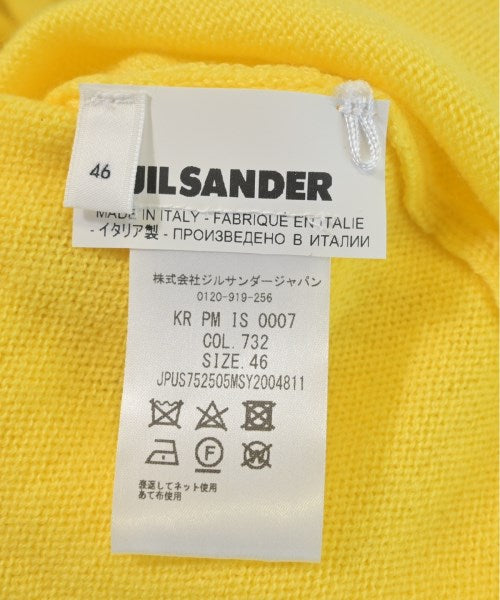 46
JIL SANDER
MADE IN ITALY - FABRIQUÉ EN ITALIE
- イタリア製 - ПРОИЗВЕДЕНО В ИТАЛИИ
株式会社ジルサンダージャパン
0120-919-256
KR PM IS 0007
COL. 732
SIZE. 46
JPUS752505MSY2004811
F
W
裏返してネット使用
あて布使用